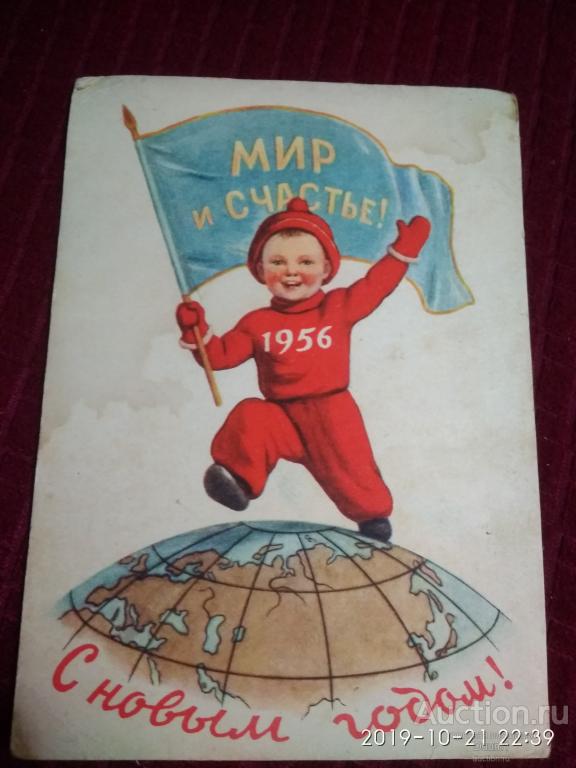 МИР
и СЧАСТЬЕ!
1956
С новым годом!
Auction.ru
2019-10-21 22:39